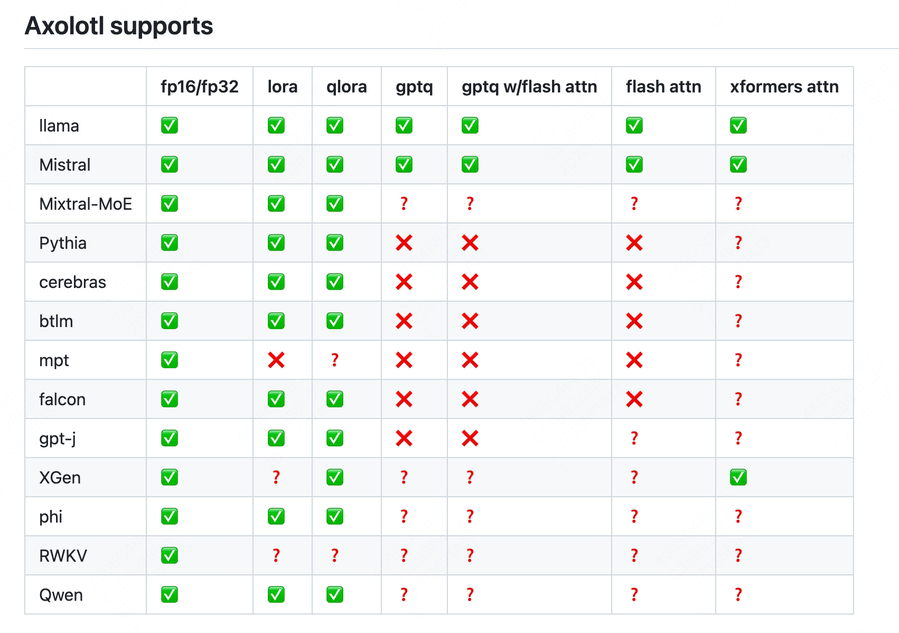 Axolotl supports
fp16/fp32 lora qlora gptq gptq w/flash attn flash attn xformers attn
llama ✅ ✅ ✅ ✅ ✅ ✅ ✅
Mistral ✅ ✅ ✅ ✅ ✅ ✅ ✅
Mixtral-MoE ✅ ✅ ✅ ❓ ❓ ❓ ❓
Pythia ✅ ✅ ✅ ❌ ❌ ❌ ❓
cerebras ✅ ✅ ✅ ❌ ❌ ❌ ❓
btlm ✅ ✅ ✅ ❌ ❌ ❌ ❓
mpt ✅ ❌ ❓ ❌ ❌ ❌ ❓
falcon ✅ ✅ ✅ ❌ ❌ ❌ ❓
gpt-j ✅ ✅ ✅ ❌ ❌ ❓ ❓
XGen ✅ ❓ ✅ ❓ ❓ ❓ ✅
phi ✅ ✅ ✅ ❓ ❓ ❓ ❓
RWKV ✅ ❓ ❓ ❓ ❓ ❓ ❓
Qwen ✅ ✅ ✅ ❓ ❓ ❓ ❓